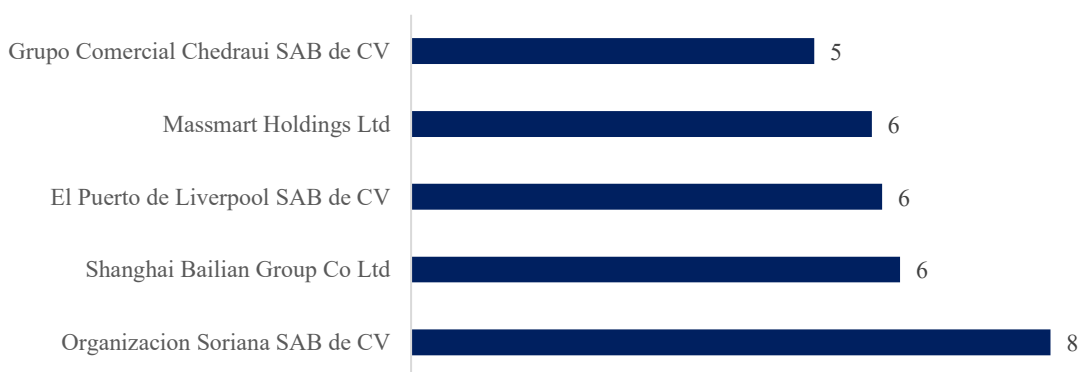 Grupo Comercial Chedraui SAB de CV 5
Massmart Holdings Ltd 6
El Puerto de Liverpool SAB de CV 6
Shanghai Bailian Group Co Ltd 6
Organizacion Soriana SAB de CV 8